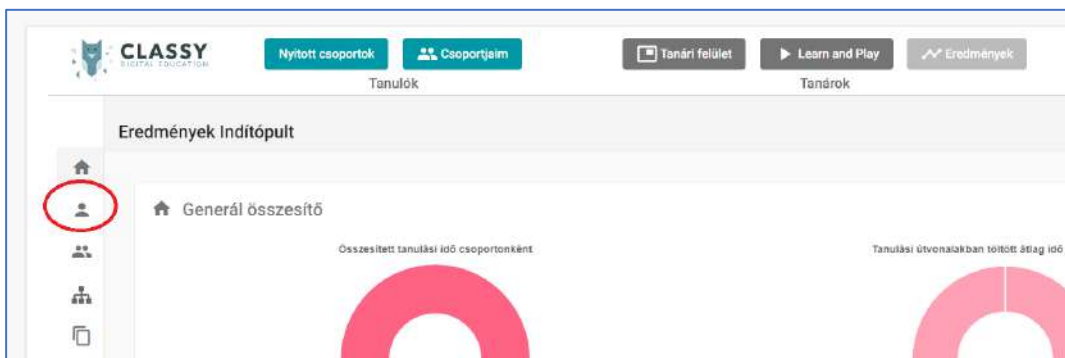 CLASSY
DIGITAL EDUCATION
Nyitott csoportok
Csoportjaim
Tanulók
Tanári felület
Learn and Play
Eredmények
Tanárok
Eredmények Indítópult
Generál összesítő
Összesített tanulási idő csoportonként
Tanulási útvonalakban töltött átlag idő